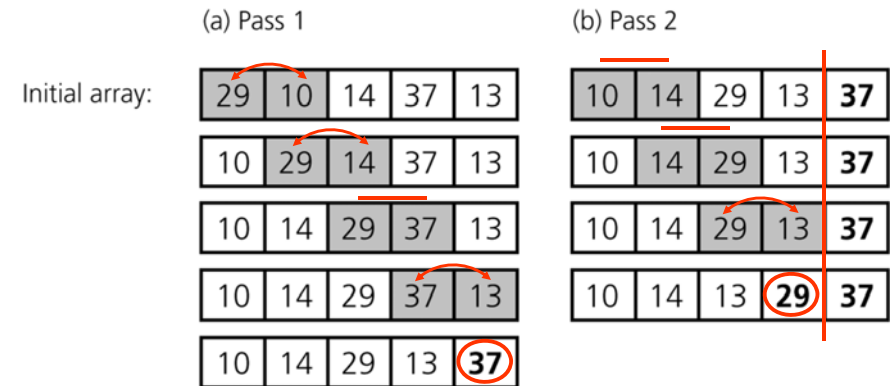 (a) Pass 1
Initial array: 29 10 14 37 13
10 29 14 37 13
10 14 29 37 13
10 14 29 37 13
10 14 29 13 37
(b) Pass 2
10 14 29 13 37
10 14 29 13 37
10 14 29 13 37
10 14 13 29 37